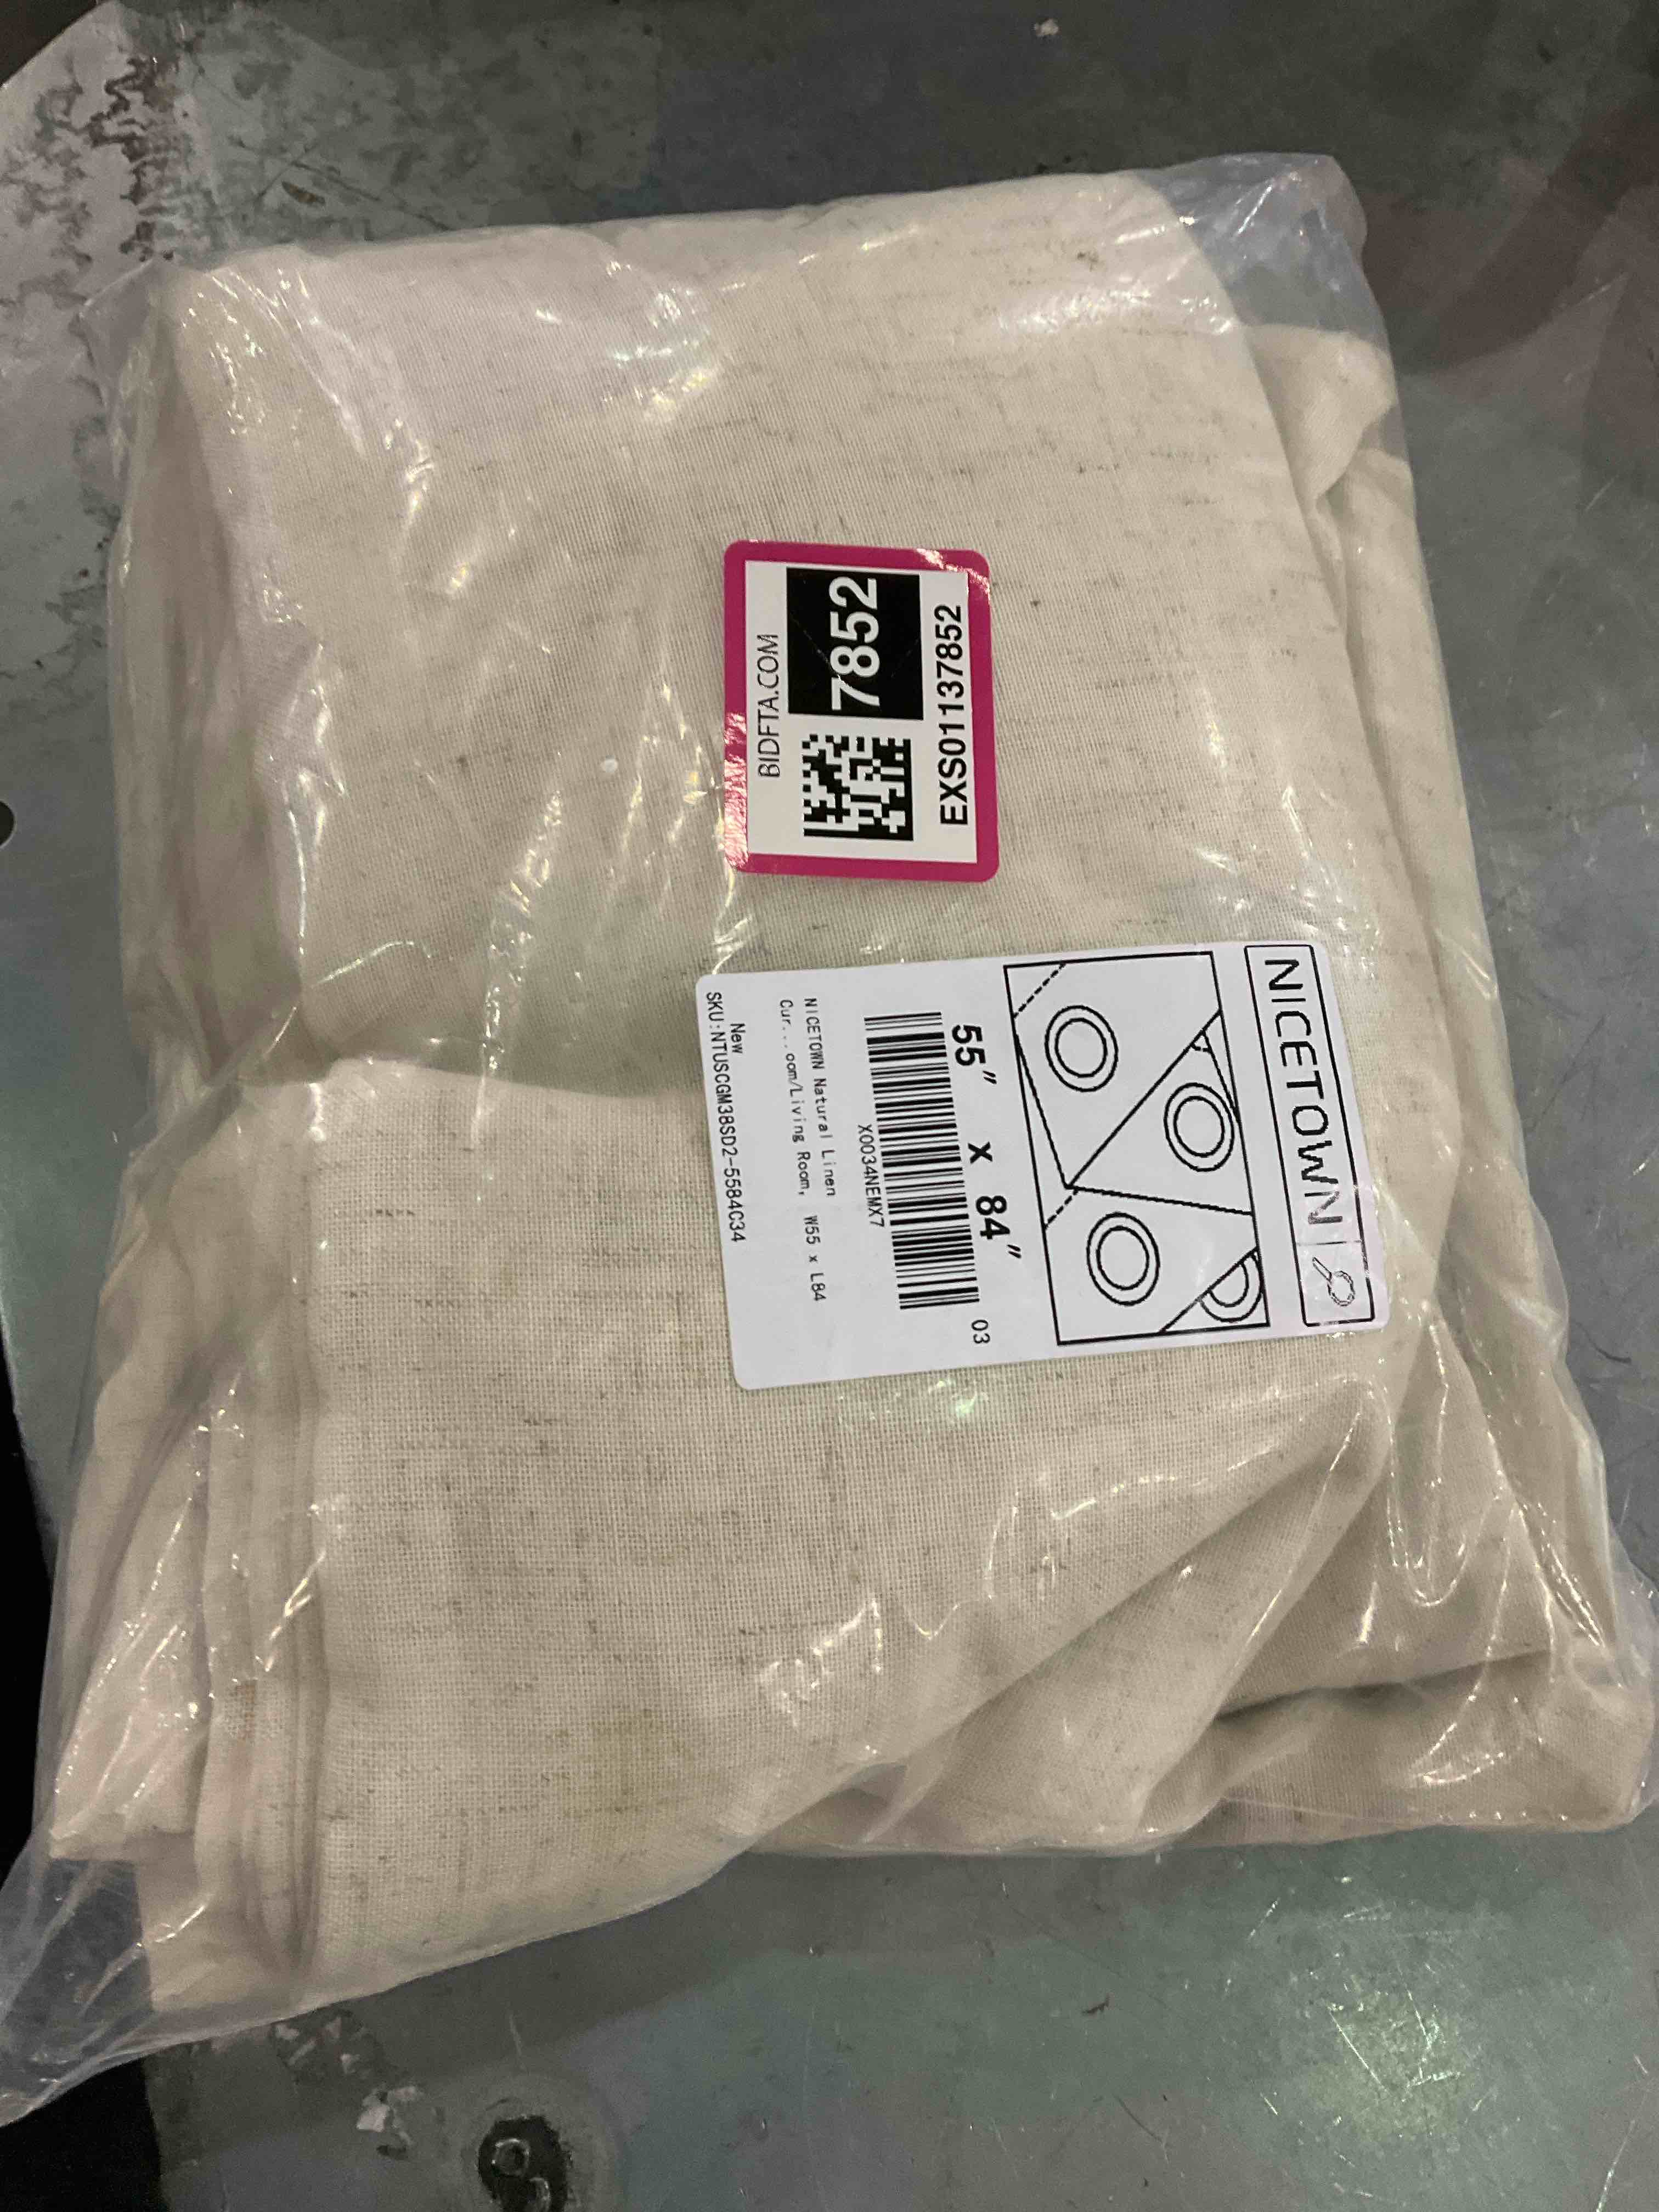 BIDFTA.COM
7852
EXS01137852
NICETOWN
55" x 84"
03
X0034NEMX7
NICETOWN Natural Linen
Cur...oom/Living Room, W55 x L84
New
SKU:NTUSCGM38SD2-5584C34